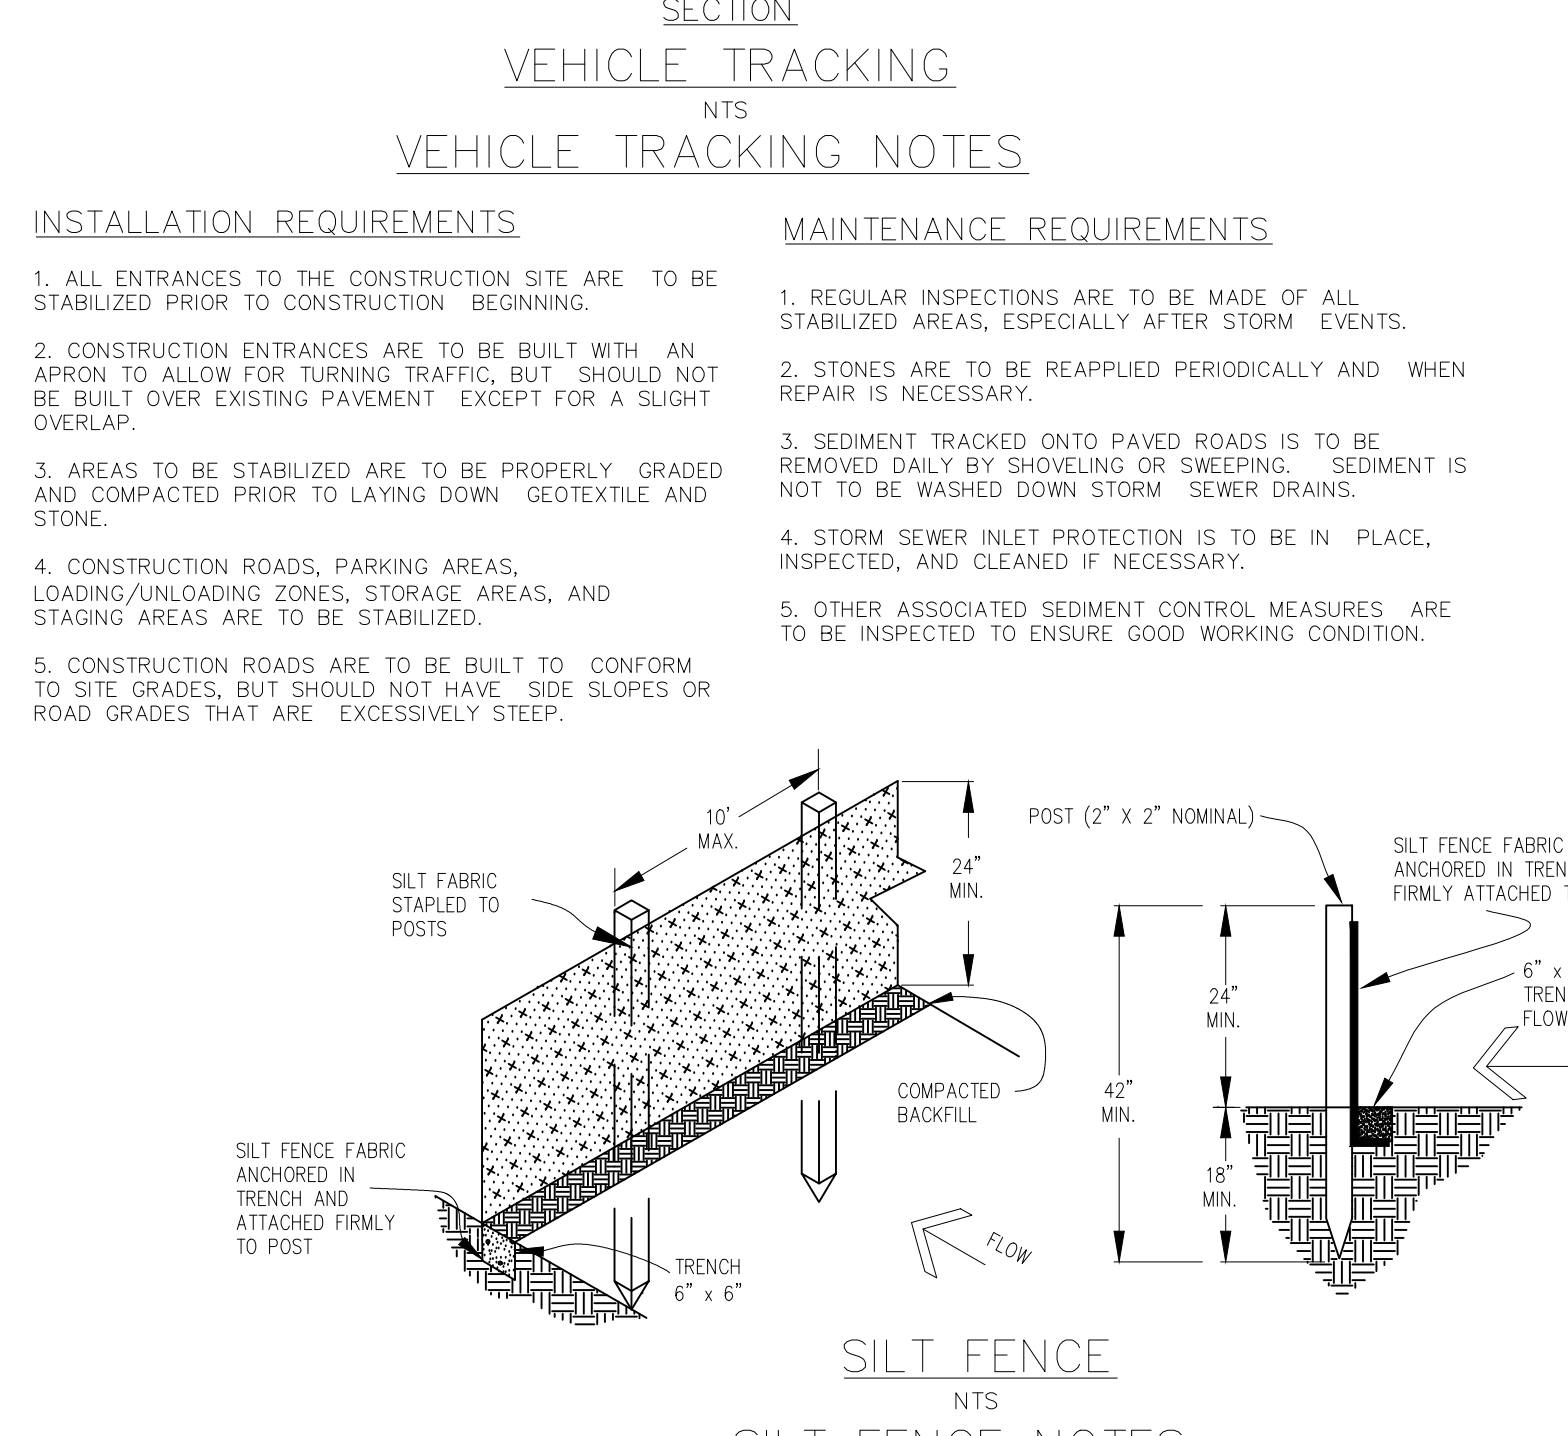 SECTION
VEHICLE TRACKING
NTS
VEHICLE TRACKING NOTES
INSTALLATION REQUIREMENTS
1. ALL ENTRANCES TO THE CONSTRUCTION SITE ARE TO BE
STABILIZED PRIOR TO CONSTRUCTION BEGINNING.
2. CONSTRUCTION ENTRANCES ARE TO BE BUILT WITH AN
APRON TO ALLOW FOR TURNING TRAFFIC, BUT SHOULD NOT
BE BUILT OVER EXISTING PAVEMENT EXCEPT FOR A SLIGHT
OVERLAP.
3. AREAS TO BE STABILIZED ARE TO BE PROPERLY GRADED
AND COMPACTED PRIOR TO LAYING DOWN GEOTEXTILE AND
STONE.
4. CONSTRUCTION ROADS, PARKING AREAS,
LOADING/UNLOADING ZONES, STORAGE AREAS, AND
STAGING AREAS ARE TO BE STABILIZED.
5. CONSTRUCTION ROADS ARE TO BE BUILT TO CONFORM
TO SITE GRADES, BUT SHOULD NOT HAVE SIDE SLOPES OR
ROAD GRADES THAT ARE EXCESSIVELY STEEP.
MAINTENANCE REQUIREMENTS
1. REGULAR INSPECTIONS ARE TO BE MADE OF ALL
STABILIZED AREAS, ESPECIALLY AFTER STORM EVENTS.
2. STONES ARE TO BE REAPPLIED PERIODICALLY AND WHEN
REPAIR IS NECESSARY.
3. SEDIMENT TRACKED ONTO PAVED ROADS IS TO BE
REMOVED DAILY BY SHOVELING OR SWEEPING. SEDIMENT IS
NOT TO BE WASHED DOWN STORM SEWER DRAINS.
4. STORM SEWER INLET PROTECTION IS TO BE IN PLACE,
INSPECTED, AND CLEANED IF NECESSARY.
5. OTHER ASSOCIATED SEDIMENT CONTROL MEASURES ARE
TO BE INSPECTED TO ENSURE GOOD WORKING CONDITION.
10'
MAX.
SILT FABRIC
STAPLED TO
POSTS
24"
MIN.
COMPACTED
BACKFILL
SILT FENCE FABRIC
ANCHORED IN
TRENCH AND
ATTACHED FIRMLY
TO POST
TRENCH
6" x 6"
FLOW
POST (2" X 2" NOMINAL)
SILT FENCE FABRIC
ANCHORED IN TREN
FIRMLY ATTACHED T
6" x
TREN
FLOW
24"
MIN.
42"
MIN.
18"
MIN.
SILT FENCE
NTS
SILT FENCE NOTES